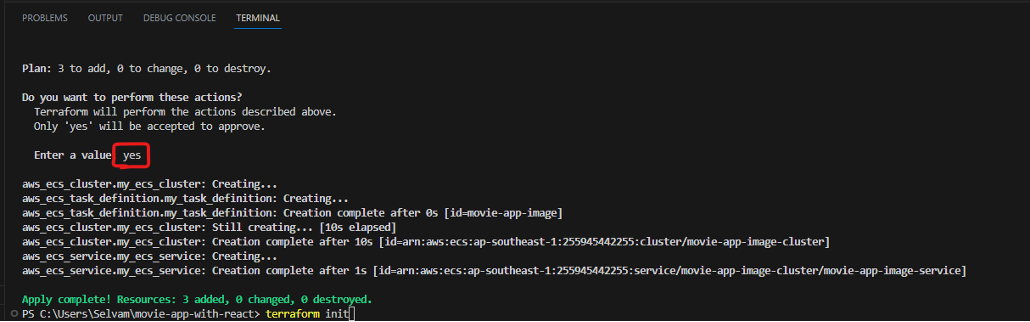 PROBLEMS OUTPUT DEBUG CONSOLE TERMINAL
Plan: 3 to add, 0 to change, 0 to destroy.
Do you want to perform these actions?
Terraform will perform the actions described above.
Only 'yes' will be accepted to approve.
Enter a value yes
aws_ecs_cluster.my_ecs_cluster: Creating...
aws_ecs_task_definition.my_task_definition: Creating...
aws_ecs_task_definition.my_task_definition: Creation complete after 0s [id=movie-app-image]
aws_ecs_cluster.my_ecs_cluster: Still creating... [10s elapsed]
aws_ecs_cluster.my_ecs_cluster: Creation complete after 10s [id=arn:aws:ecs:ap-southeast-1:255945442255:cluster/movie-app-image-cluster]
aws_ecs_service.my_ecs_service: Creating...
aws_ecs_service.my_ecs_service: Creation complete after 1s [id=arn:aws:ecs:ap-southeast-1:255945442255:service/movie-app-image-cluster/movie-app-image-service]
Apply complete! Resources: 3 added, 0 changed, 0 destroyed.
PS C:\Users\Selvam\movie-app-with-react> terraform init